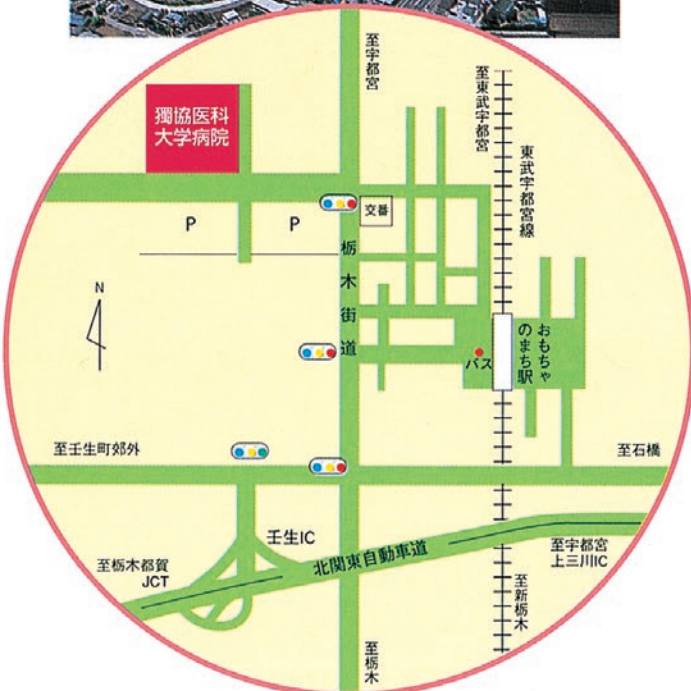 至宇都宮
至東武宇都宮
東武宇都宮線
獨協医科
大学病院
交番
P
P
栃木街道
N
おもちゃ
のまち駅
バス
至壬生町郊外
至石橋
壬生IC
北関東自動車道
至栃木都賀
JCT
至宇都宮
上三川IC
至新栃木
至栃木